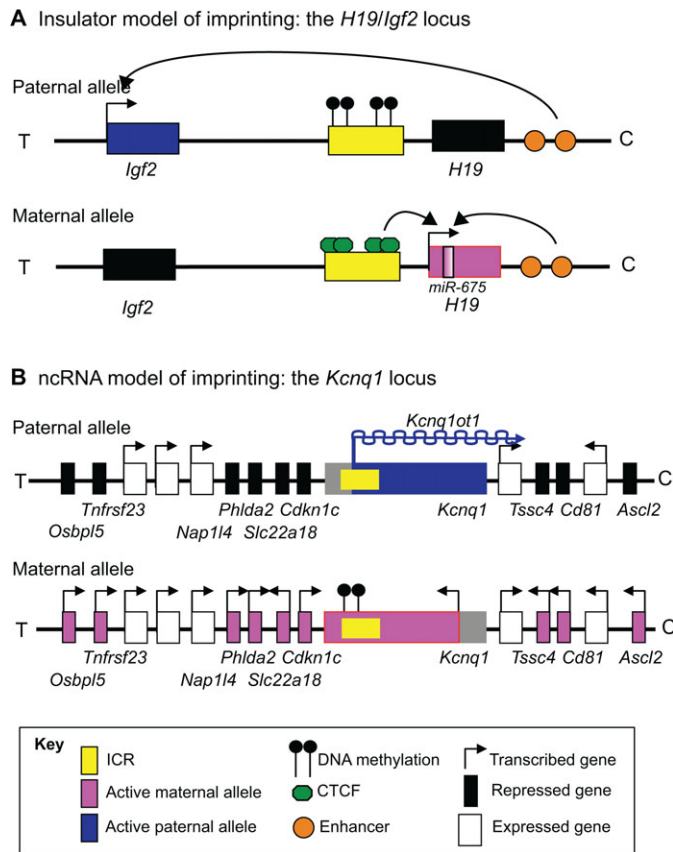 A Insulator model of imprinting: the H19/Igf2 locus
Paternal allele
T C
Igf2 H19
Maternal allele
T C
miR-675
Igf2 H19
B ncRNA model of imprinting: the Kcnq1 locus
Kcnq1ot1
Paternal allele
T C
Tnfrsf23 Phlda2 Cdkn1c Kcnq1 Tssc4 Cd81 Ascl2
Osbpl5 Nap1l4 Slc22a18
Maternal allele
T C
Tnfrsf23 Phlda2 Cdkn1c Kcnq1 Tssc4 Cd81 Ascl2
Osbpl5 Nap1l4 Slc22a18
Key
ICR DNA methylation Transcribed gene
Active maternal allele CTCF Repressed gene
Active paternal allele Enhancer Expressed gene